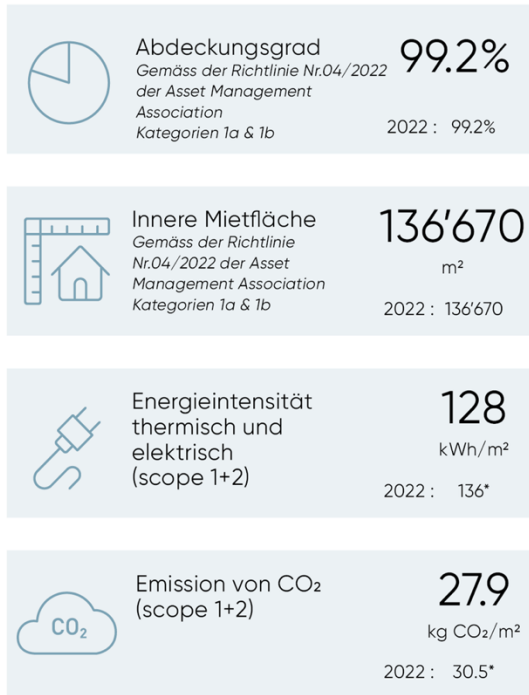 Abdeckungsgrad
Gemäss der Richtlinie Nr.04/2022
der Asset Management
Association
Kategorien 1a & 1b
99.2%
2022 : 99.2%
Innere Mietfläche
Gemäss der Richtlinie
Nr.04/2022 der Asset
Management Association
Kategorien 1a & 1b
136’670
m²
2022 : 136’670
Energieintensität
thermisch und
elektrisch
(scope 1+2)
128
kWh/m²
2022 : 136*
CO₂
Emission von CO₂
(scope 1+2)
27.9
kg CO₂/m²
2022 : 30.5*